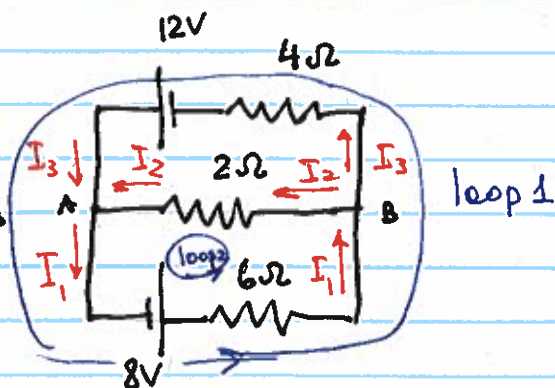 12V
4Ω
I₃ I₂ 2Ω I₂ I₃
A B loop 1
loop2
I₁ 6Ω I₁
8V